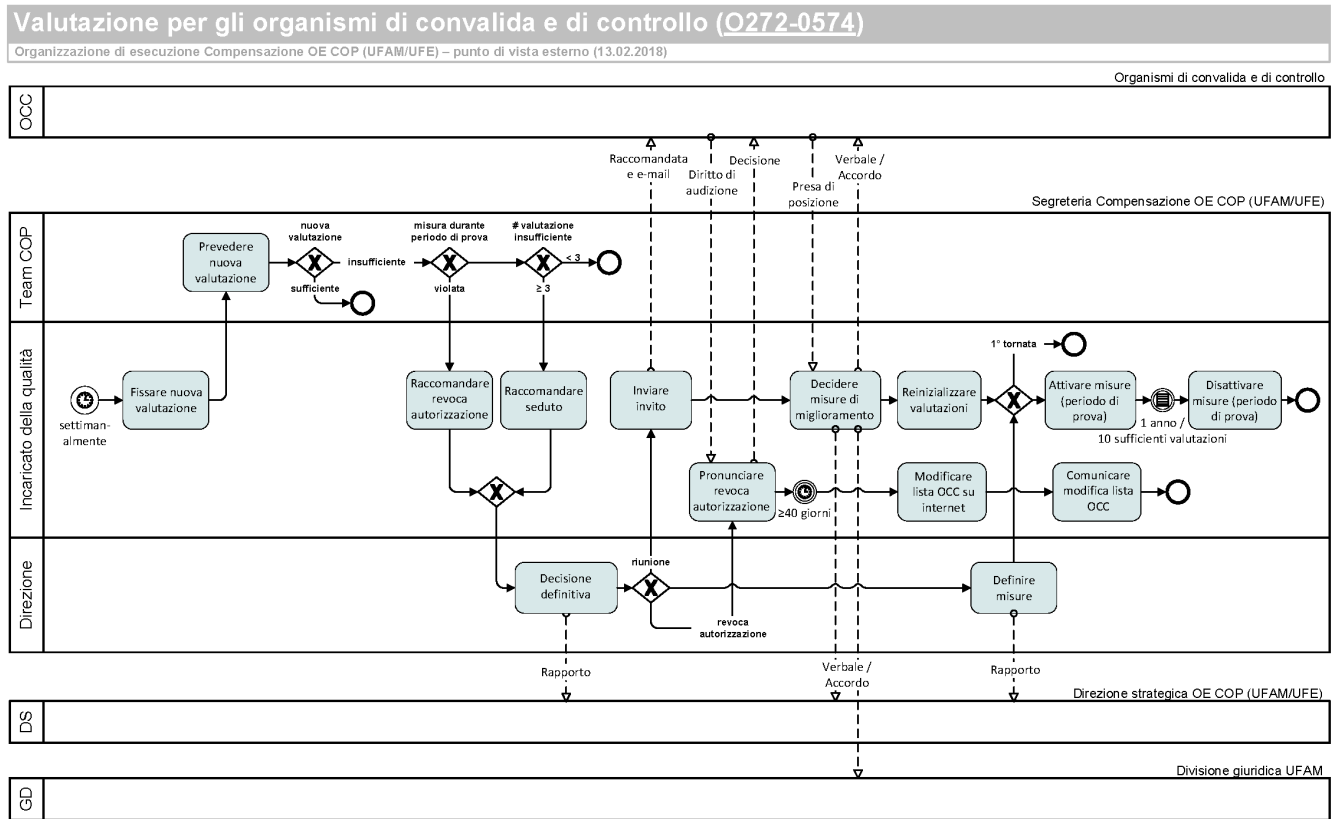 Valutazione per gli organismi di convalida e di controllo (O272-0574)
Organizzazione di esecuzione Compensazione OE COP (UFAM/UFE) – punto di vista esterno (13.02.2018)
Organismi di convalida e di controllo
OCC
Raccomandata
e e-mail
Diritto di
audizione
Decisione
Presa di
posizione
Verbale /
Accordo
Segreteria Compensazione OE COP (UFAM/UFE)
Team COP
Prevedere
nuova
valutazione
nuova
valutazione
insufficiente
sufficiente
misura durante
periodo di prova
violata
# valutazione
insufficiente
< 3
≥ 3
Incaricato della qualità
settiman-
almente
Fissare nuova
valutazione
Raccomandare
revoca
autorizzazione
Raccomandare
seduto
Inviare
invito
Decidere
misure di
miglioramento
Reinizializzare
valutazioni
1° tornata
Attivare misure
(periodo di
prova)
1 anno /
10 sufficienti valutazioni
Disattivare
misure (periodo
di prova)
Pronunciare
revoca
autorizzazione
≥40 giorni
Modificare
lista OCC su
internet
Comunicare
modifica lista
OCC
Direzione
Decisione
definitiva
riunione
revoca
autorizzazione
Definire
misure
Rapporto
Verbale /
Accordo
Rapporto
Direzione strategica OE COP (UFAM/UFE)
DS
Divisione giuridica UFAM
GD